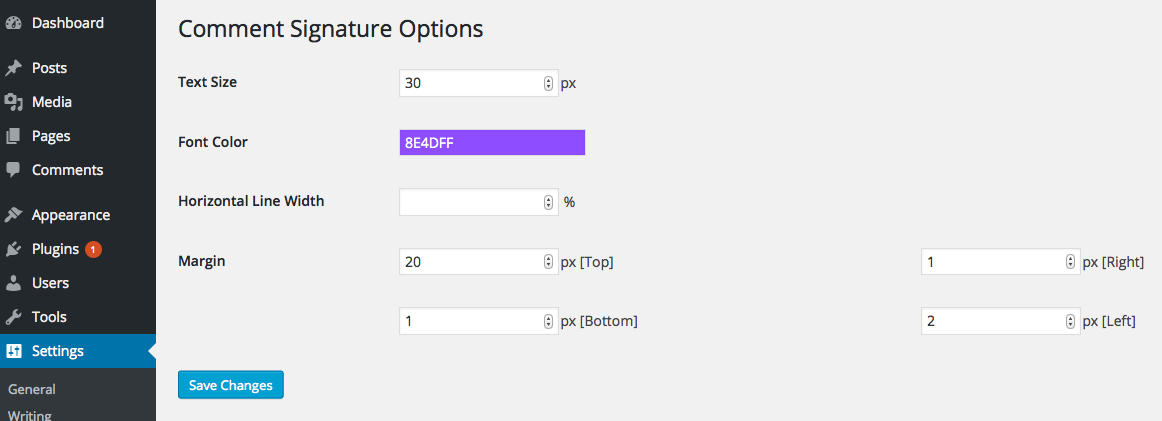 Dashboard
Posts
Media
Pages
Comments
Appearance
Plugins 1
Users
Tools
Settings
General
Writing
Comment Signature Options
Text Size 30 px
Font Color 8E4DFF
Horizontal Line Width %
Margin 20 px [Top] 1 px [Right]
1 px [Bottom] 2 px [Left]
Save Changes